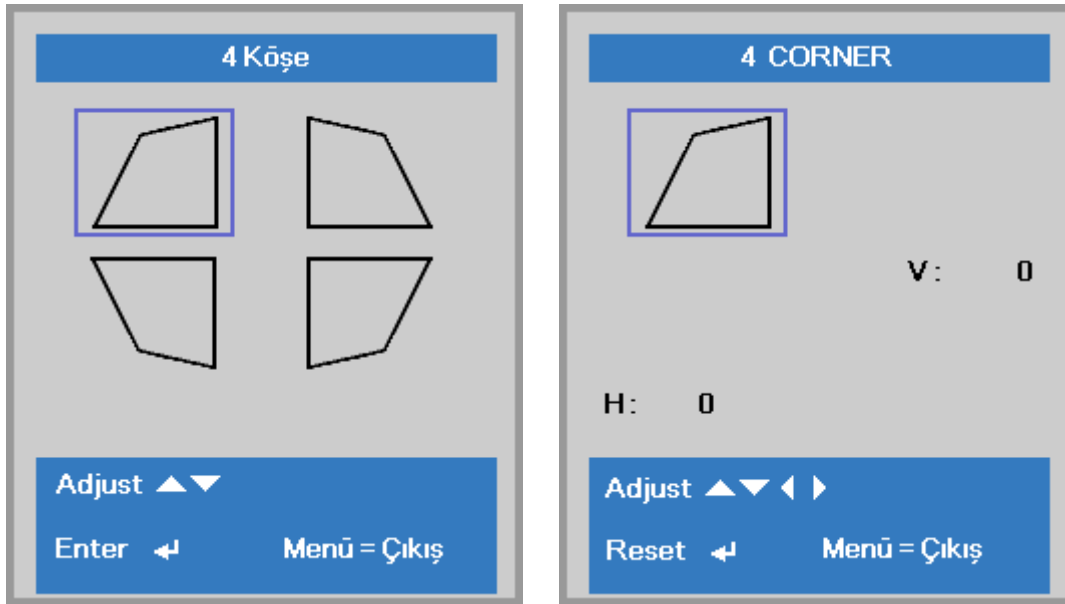 4 Köşe
Adjust
Enter Menü = Çıkış
4 CORNER
V: 0
H: 0
Adjust
Reset Menü = Çıkış